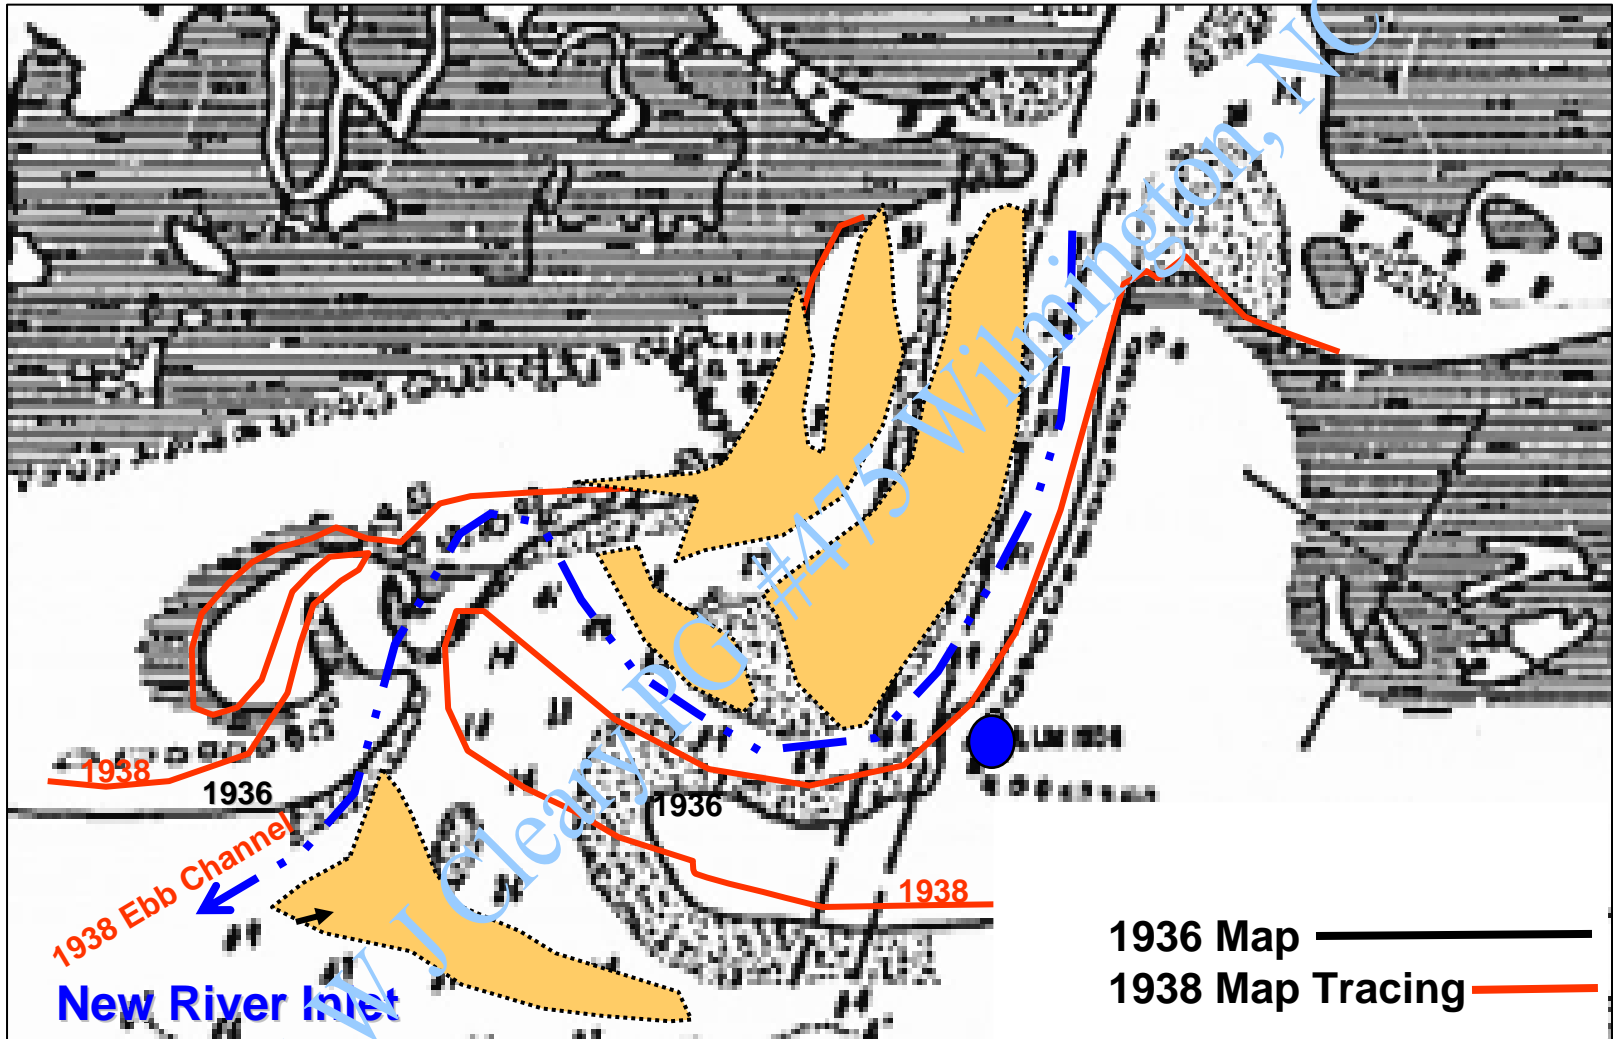 W J Cleary PG #475 Wilmington, NC
1938
1936
1936
1938 Ebb Channel
1938
1936 Map
1938 Map Tracing
New River Inlet